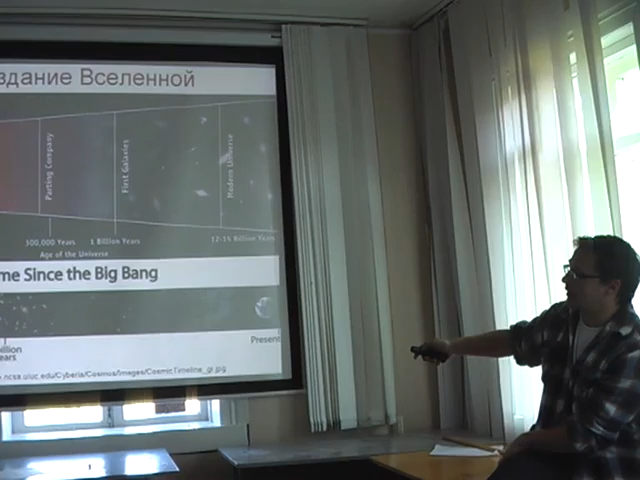 здание Вселенной
Parting Company
First Galaxies
Modern Universe
300,000 Years
1 Billion Years
12-15 Billion Years
Age of the Universe
me Since the Big Bang
Present
illion
ears
.ncsa.uiuc.edu/Cyberia/Cosmos/Images/CosmicTimeline_gr.jpg